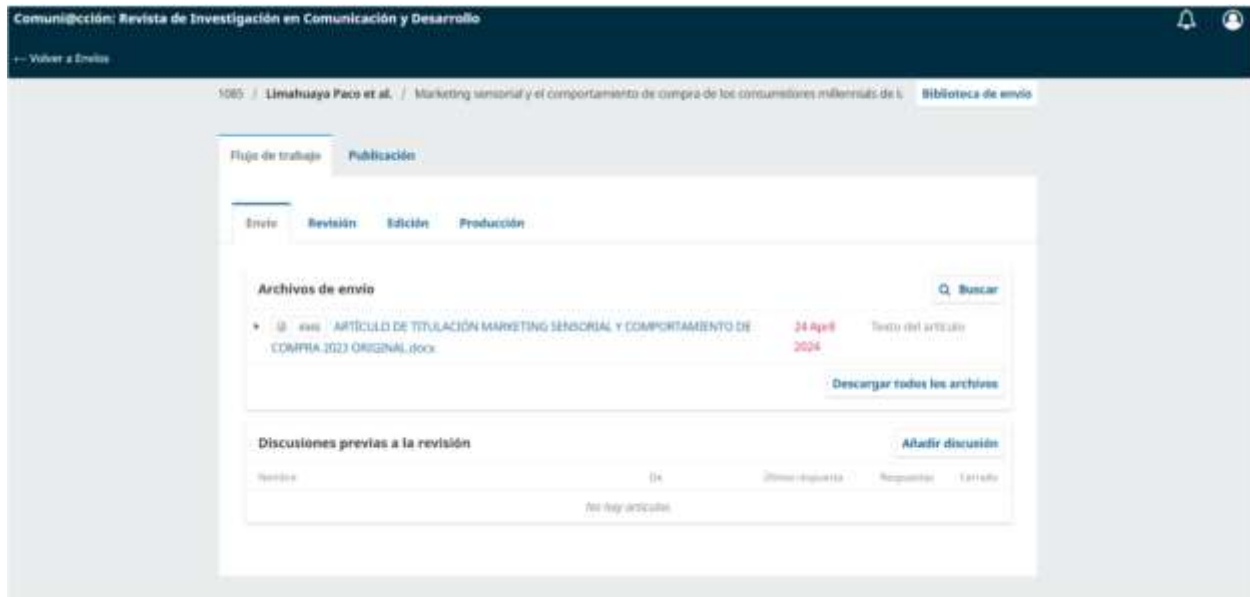 Comuni@cción: Revista de Investigación en Comunicación y Desarrollo
← Volver a Envíos
1085 / Limahuaya Paco et al. / Marketing sensorial y el comportamiento de compra de los consumidores millennials de l
Biblioteca de envío
Flujo de trabajo Publicación
Envío Revisión Edición Producción
Archivos de envío Buscar
ARTÍCULO DE TITULACIÓN MARKETING SENSORIAL Y COMPORTAMIENTO DE 24 April Texto del artículo
COMPRA 2023 ORIGINAL.docx 2024
Descargar todos los archivos
Discusiones previas a la revisión Añadir discusión
Nombre De Última respuesta Respuestas Cerrado
No hay artículos